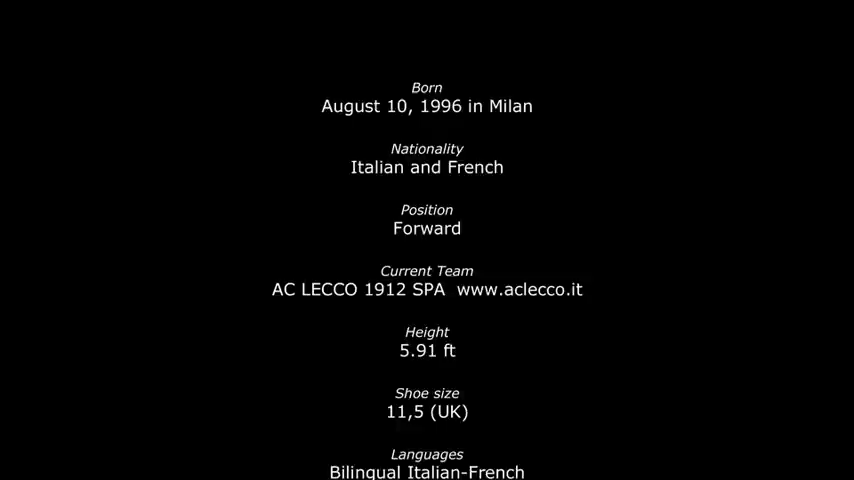 Born
August 10, 1996 in Milan
Nationality
Italian and French
Position
Forward
Current Team
AC LECCO 1912 SPA  www.aclecco.it
Height
5.91 ft
Shoe size
11,5 (UK)
Languages
Bilingual Italian-French